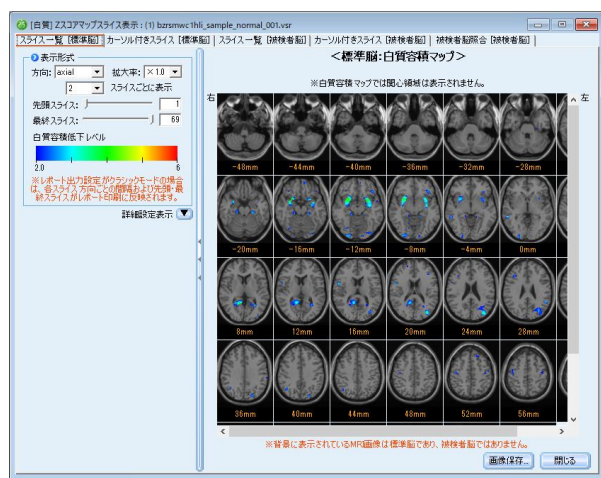 [白質] Zスコアマップスライス表示 : (1) bzrsmwc1hli_sample_normal_001.vsr
スライス一覧 [標準脳] カーソル付きスライス [標準脳] スライス一覧 [被検者脳] カーソル付きスライス [被検者脳] 被検者脳照合 [被検者脳]
表示形式
方向: axial 拡大率: ×1.0
2 スライスごとに表示
先頭スライス: 1
最終スライス: 69
白質容積低下レベル
2.0 6
※レポート出力設定がクラシックモードの場合
は、各スライス方向ごとの間隔および先頭・最
終スライスがレポート印刷に反映されます。
詳細設定表示
<標準脳:白質容積マップ>
※白質容積マップでは関心領域は表示されません。
右 左
-48mm -44mm -40mm -36mm -32mm -28mm
-20mm -16mm -12mm -8mm -4mm 0mm
8mm 12mm 16mm 20mm 24mm 28mm
36mm 40mm 44mm 48mm 52mm 56mm
※背景に表示されているMR画像は標準脳であり、被検者脳ではありません。
画像保存... 閉じる